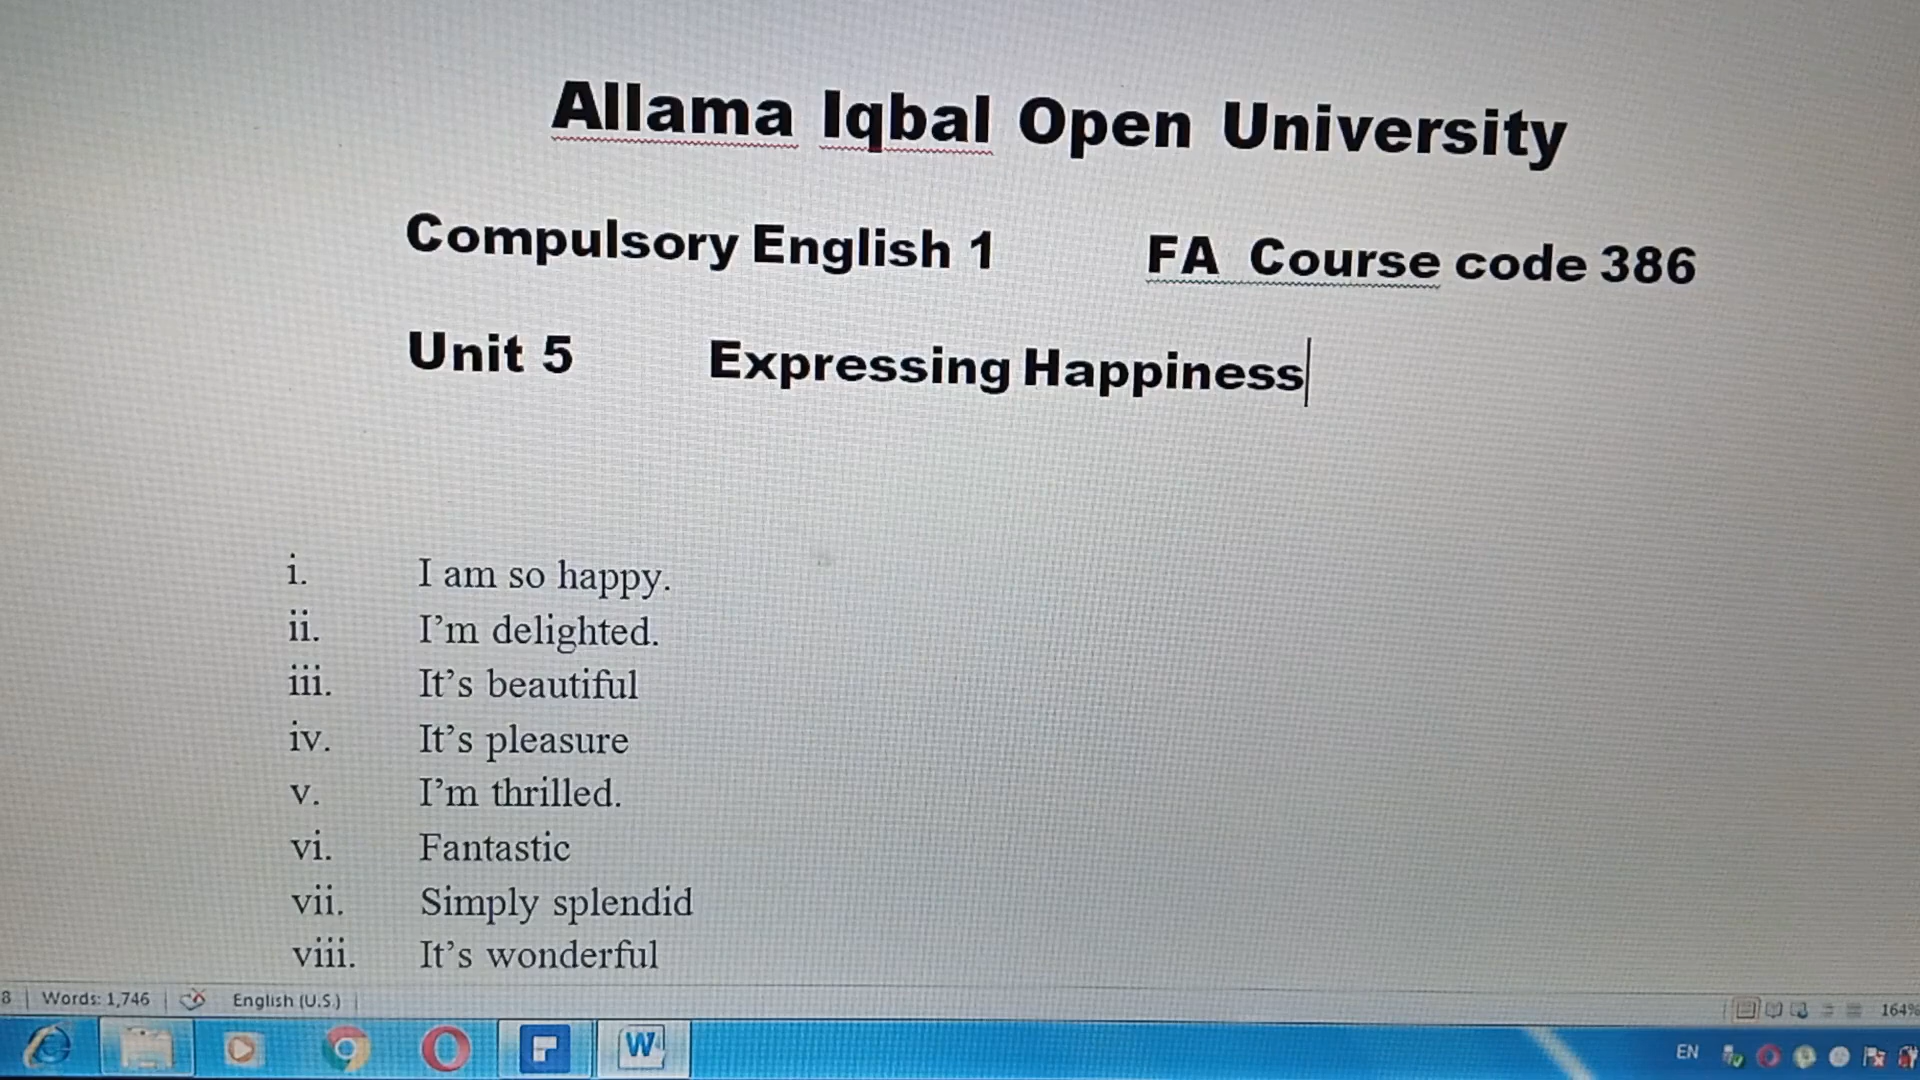 Allama Iqbal Open University
Compulsory English 1 FA Course code 386
Unit 5 Expressing Happiness
i. I am so happy.
ii. I’m delighted.
iii. It’s beautiful
iv. It’s pleasure
v. I’m thrilled.
vi. Fantastic
vii. Simply splendid
viii. It’s wonderful
8 Words: 1,746 English (U.S.) 164%
W EN